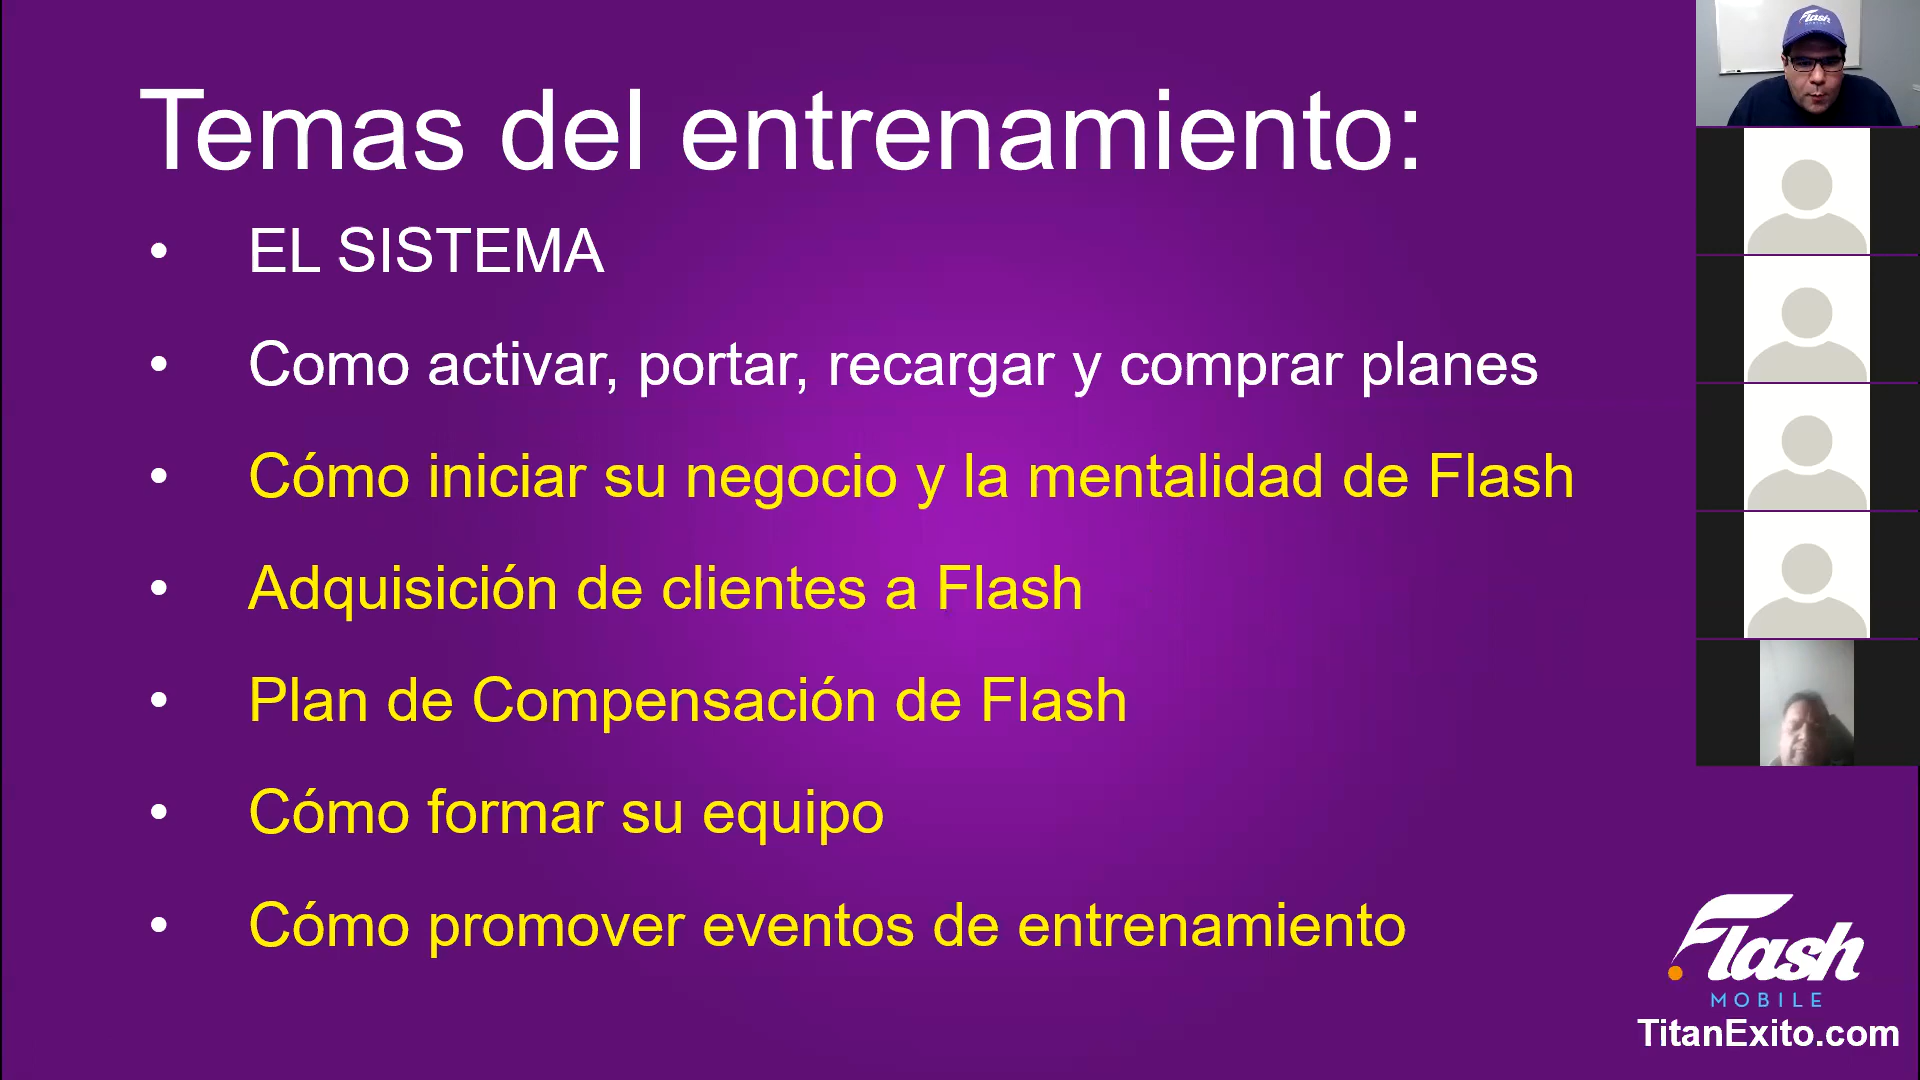 Temas del entrenamiento:
• EL SISTEMA
• Como activar, portar, recargar y comprar planes
• Cómo iniciar su negocio y la mentalidad de Flash
• Adquisición de clientes a Flash
• Plan de Compensación de Flash
• Cómo formar su equipo
• Cómo promover eventos de entrenamiento
Flash
Flash
MOBILE
TitanExito.com